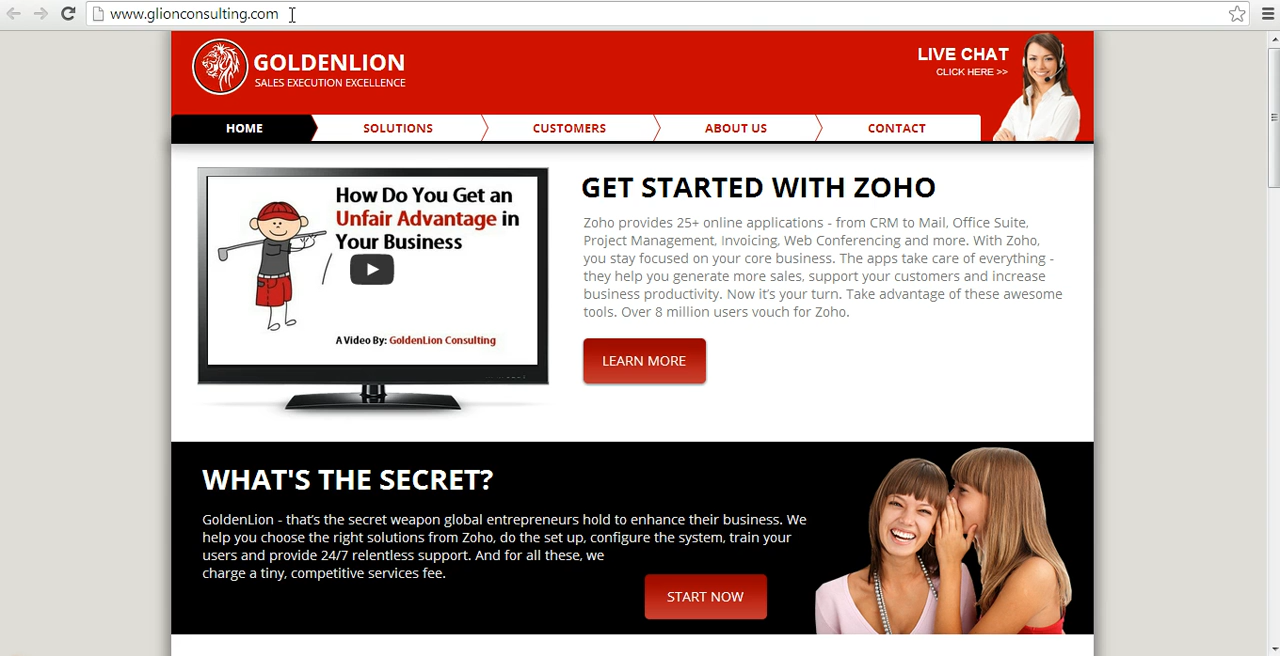 www.glionconsulting.com
GOLDENLION
SALES EXECUTION EXCELLENCE
LIVE CHAT
CLICK HERE >>
HOME
SOLUTIONS
CUSTOMERS
ABOUT US
CONTACT
How Do You Get an
Unfair Advantage in
Your Business
A Video By: GoldenLion Consulting
GET STARTED WITH ZOHO
Zoho provides 25+ online applications - from CRM to Mail, Office Suite,
Project Management, Invoicing, Web Conferencing and more. With Zoho,
you stay focused on your core business. The apps take care of everything -
they help you generate more sales, support your customers and increase
business productivity. Now it's your turn. Take advantage of these awesome
tools. Over 8 million users vouch for Zoho.
LEARN MORE
WHAT'S THE SECRET?
GoldenLion - that's the secret weapon global entrepreneurs hold to enhance their business. We
help you choose the right solutions from Zoho, do the set up, configure the system, train your
users and provide 24/7 relentless support. And for all these, we
charge a tiny, competitive services fee.
START NOW